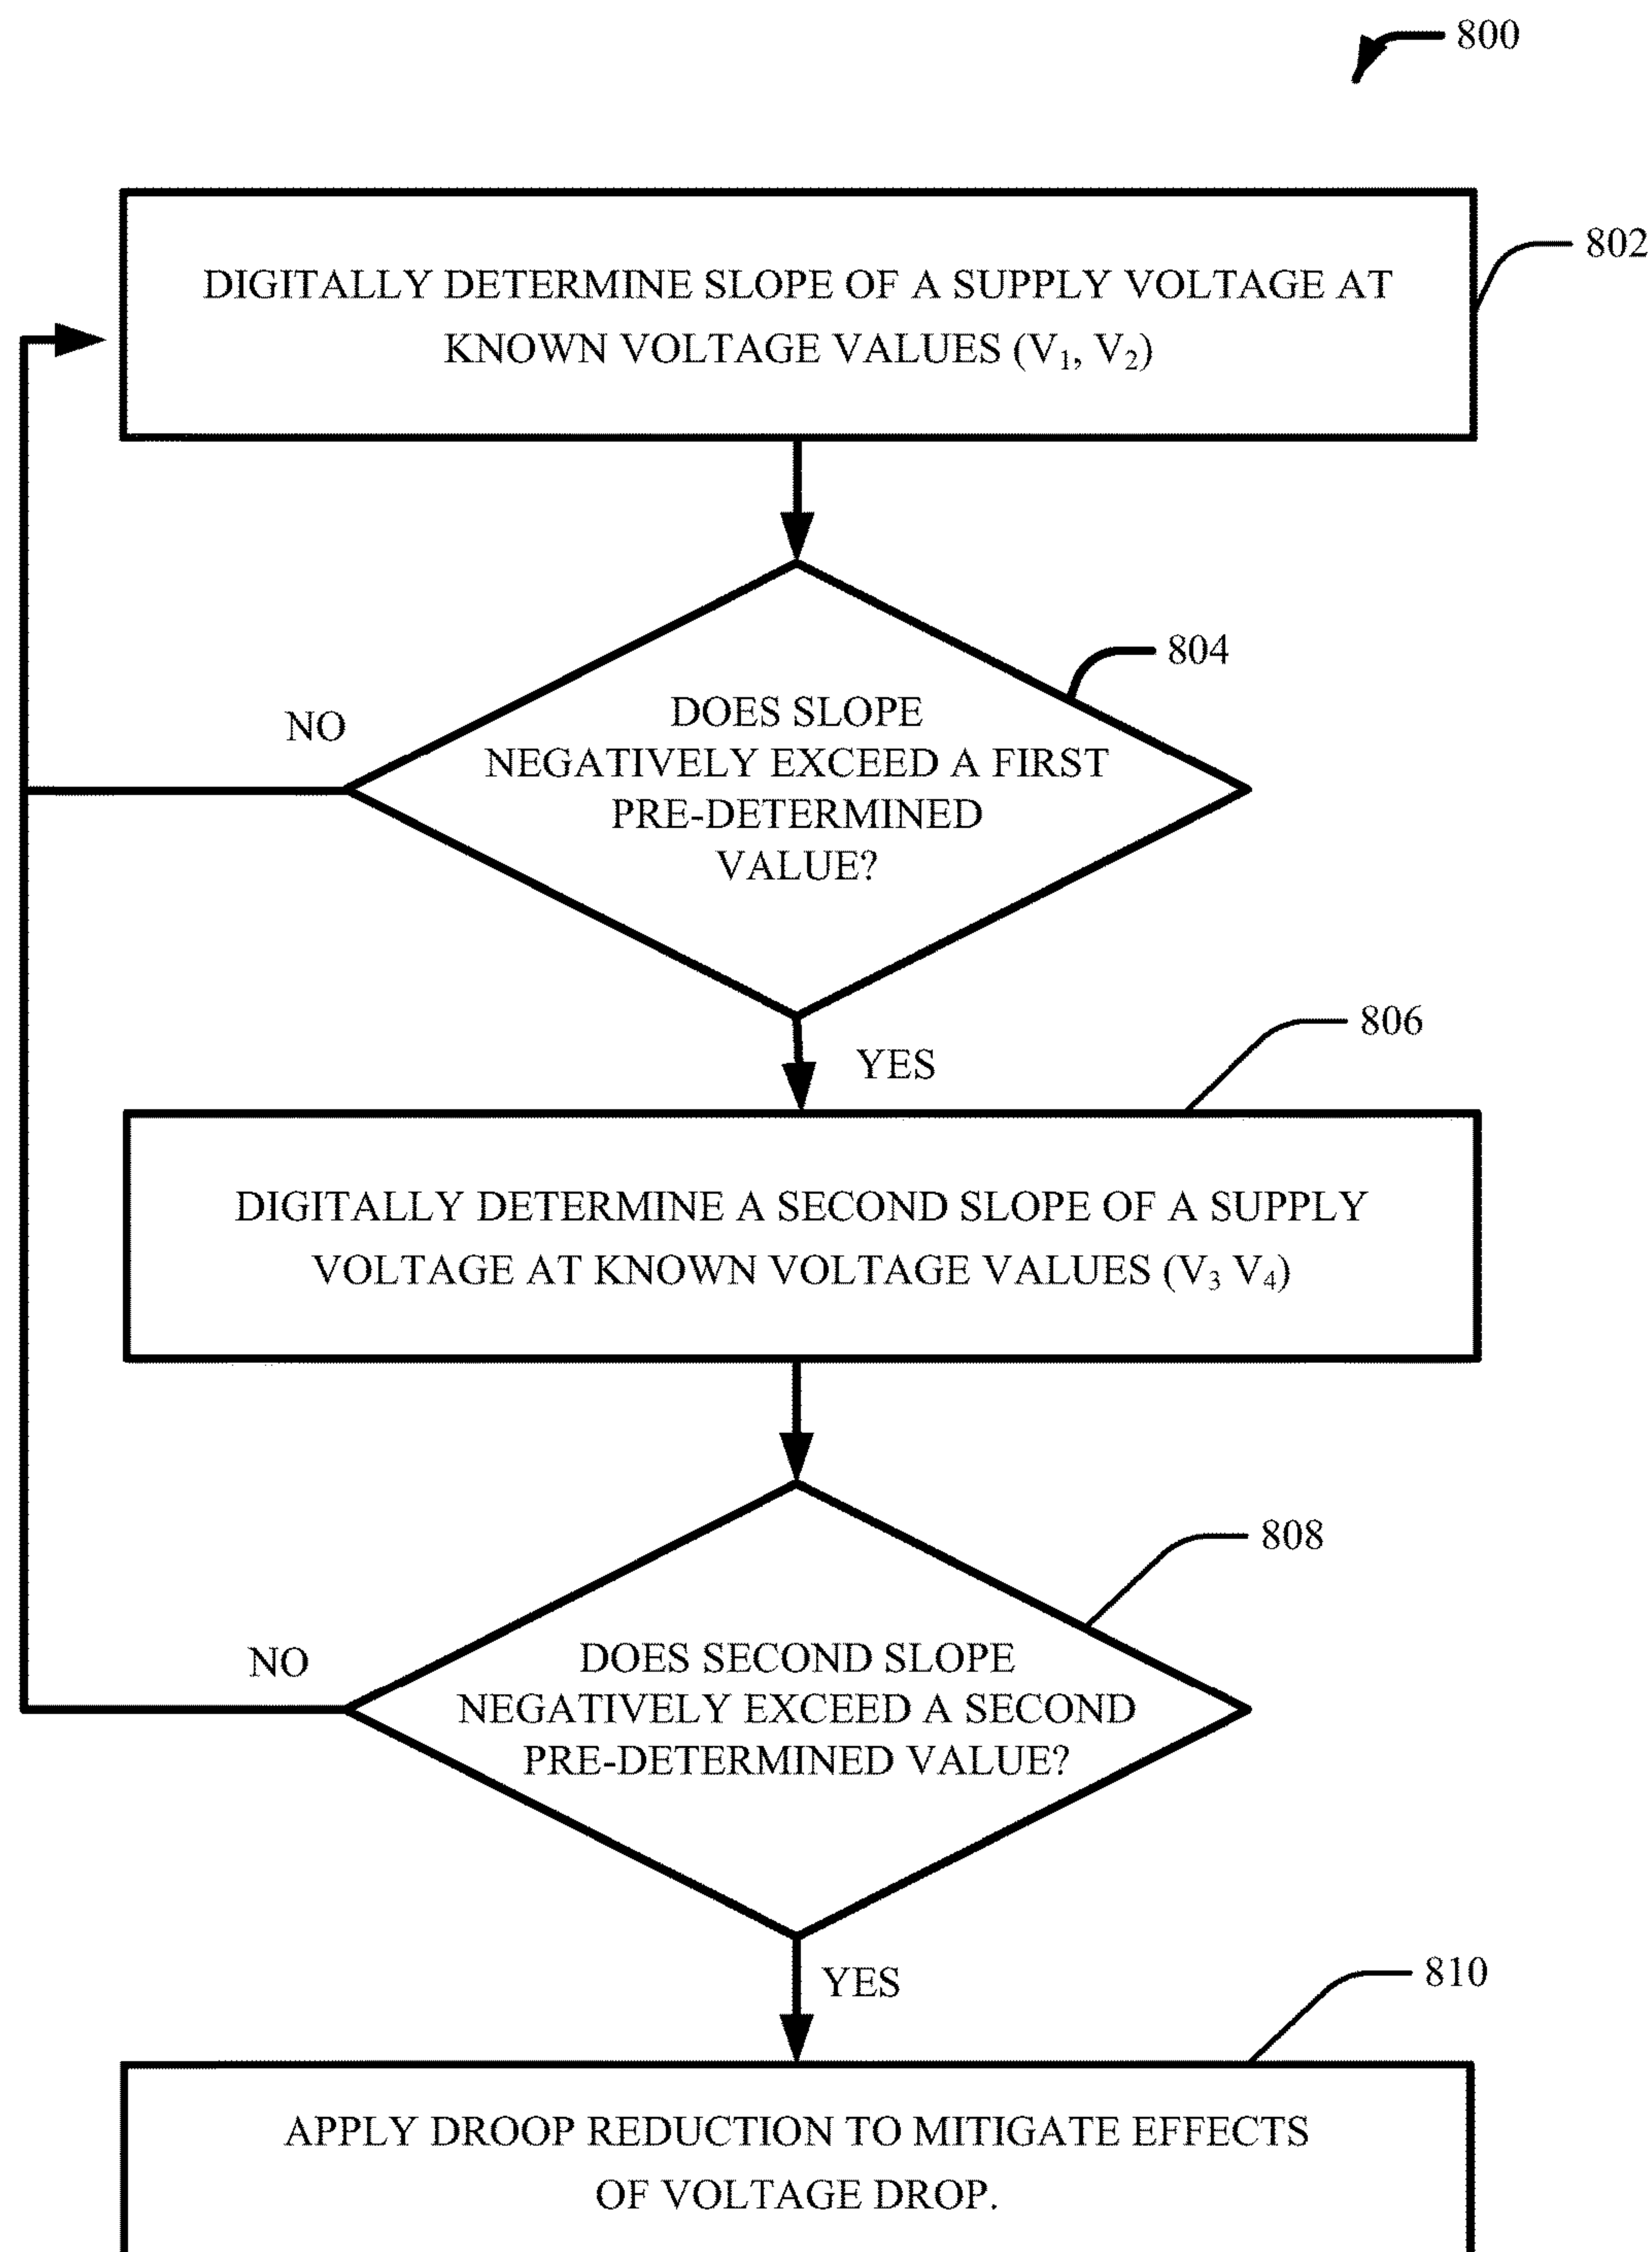 800
DIGITALLY DETERMINE SLOPE OF A SUPPLY VOLTAGE AT
KNOWN VOLTAGE VALUES (V₁, V₂)
802
DOES SLOPE
NEGATIVELY EXCEED A FIRST
PRE-DETERMINED
VALUE?
804
NO
YES
806
DIGITALLY DETERMINE A SECOND SLOPE OF A SUPPLY
VOLTAGE AT KNOWN VOLTAGE VALUES (V₃ V₄)
808
DOES SECOND SLOPE
NEGATIVELY EXCEED A SECOND
PRE-DETERMINED VALUE?
NO
YES
810
APPLY DROOP REDUCTION TO MITIGATE EFFECTS
OF VOLTAGE DROP.